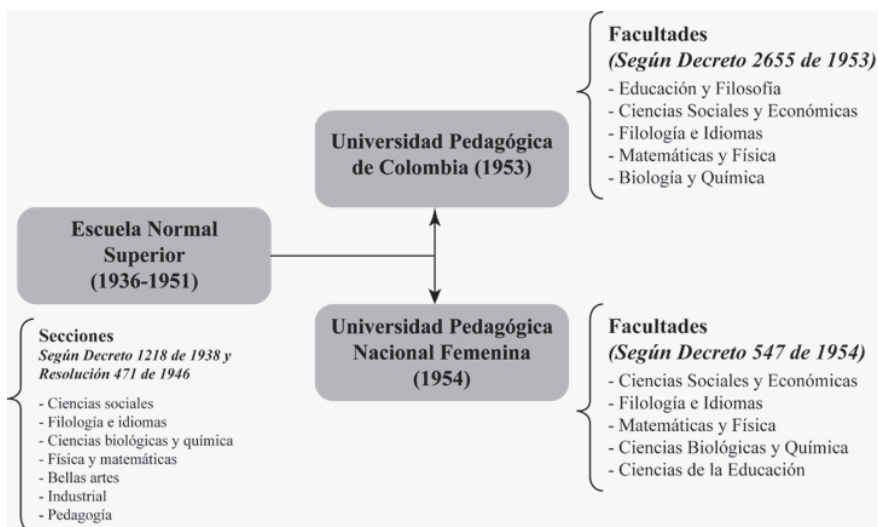 Escuela Normal
Superior
(1936-1951)
Secciones
Según Decreto 1218 de 1938 y
Resolución 471 de 1946
- Ciencias sociales
- Filología e idiomas
- Ciencias biológicas y química
- Física y matemáticas
- Bellas artes
- Industrial
- Pedagogía
Universidad Pedagógica
de Colombia (1953)
Facultades
(Según Decreto 2655 de 1953)
- Educación y Filosofía
- Ciencias Sociales y Económicas
- Filología e Idiomas
- Matemáticas y Física
- Biología y Química
Universidad Pedagógica
Nacional Femenina
(1954)
Facultades
(Según Decreto 547 de 1954)
- Ciencias Sociales y Económicas
- Filología e Idiomas
- Matemáticas y Física
- Ciencias Biológicas y Química
- Ciencias de la Educación